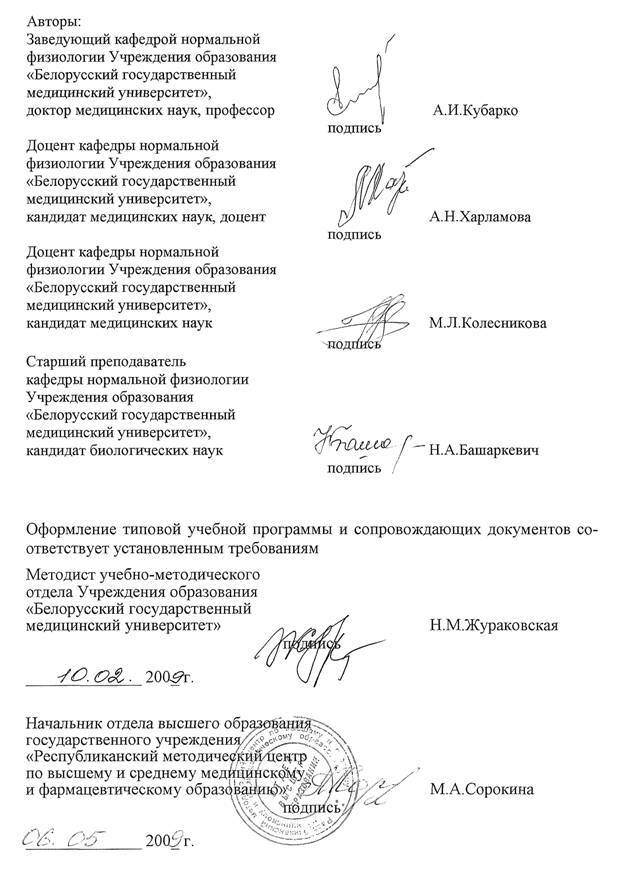 Авторы:
Заведующий кафедрой нормальной
физиологии Учреждения образования
«Белорусский государственный
медицинский университет»,
доктор медицинских наук, профессор А.И.Кубарко
подпись
Доцент кафедры нормальной
физиологии Учреждения образования
«Белорусский государственный
медицинский университет»,
кандидат медицинских наук, доцент А.Н.Харламова
подпись
Доцент кафедры нормальной
физиологии Учреждения образования
«Белорусский государственный
медицинский университет»,
кандидат медицинских наук М.Л.Колесникова
подпись
Старший преподаватель
кафедры нормальной физиологии
Учреждения образования
«Белорусский государственный
медицинский университет»,
кандидат биологических наук Н.А.Башаркевич
подпись
Оформление типовой учебной программы и сопровождающих документов со-
ответствует установленным требованиям
Методист учебно-методического
отдела Учреждения образования
«Белорусский государственный
медицинский университет» Н.М.Жураковская
подпись
10.02. 2009г.
Начальник отдела высшего образования
государственного учреждения
«Республиканский методический центр
по высшему и среднему медицинскому
и фармацевтическому образованию» М.А.Сорокина
подпись
06.05 2009 г.